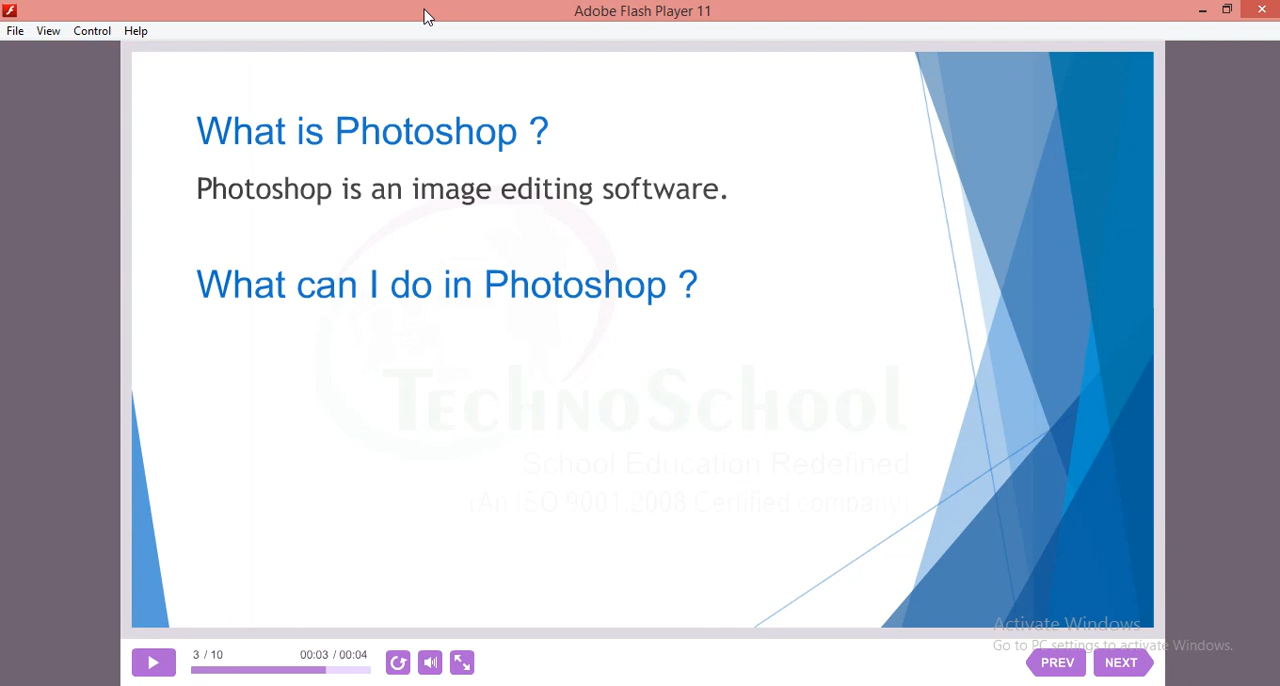 Adobe Flash Player 11
File View Control Help
What is Photoshop ?
Photoshop is an image editing software.
What can I do in Photoshop ?
TechnoSchool
School Education Redefined
(An ISO 9001:2008 Certified company)
Activate Windows
Go to PC settings to activate Windows.
3 / 10 00:03 / 00:04
PREV NEXT